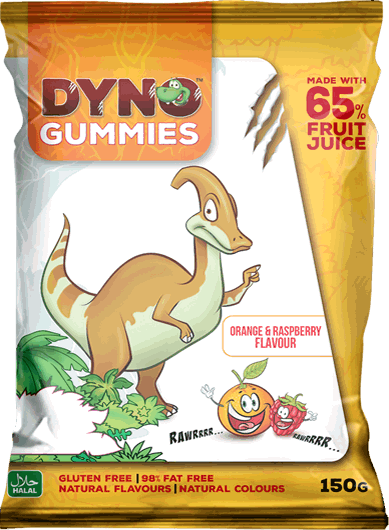 DYNO™
GUMMIES
MADE WITH
65%
FRUIT
JUICE
ORANGE & RASPBERRY
FLAVOUR
RAWRRRR...
RAWRRRR...
حلال
HALAL
GLUTEN FREE | 98% FAT FREE
NATURAL FLAVOURS | NATURAL COLOURS
150G